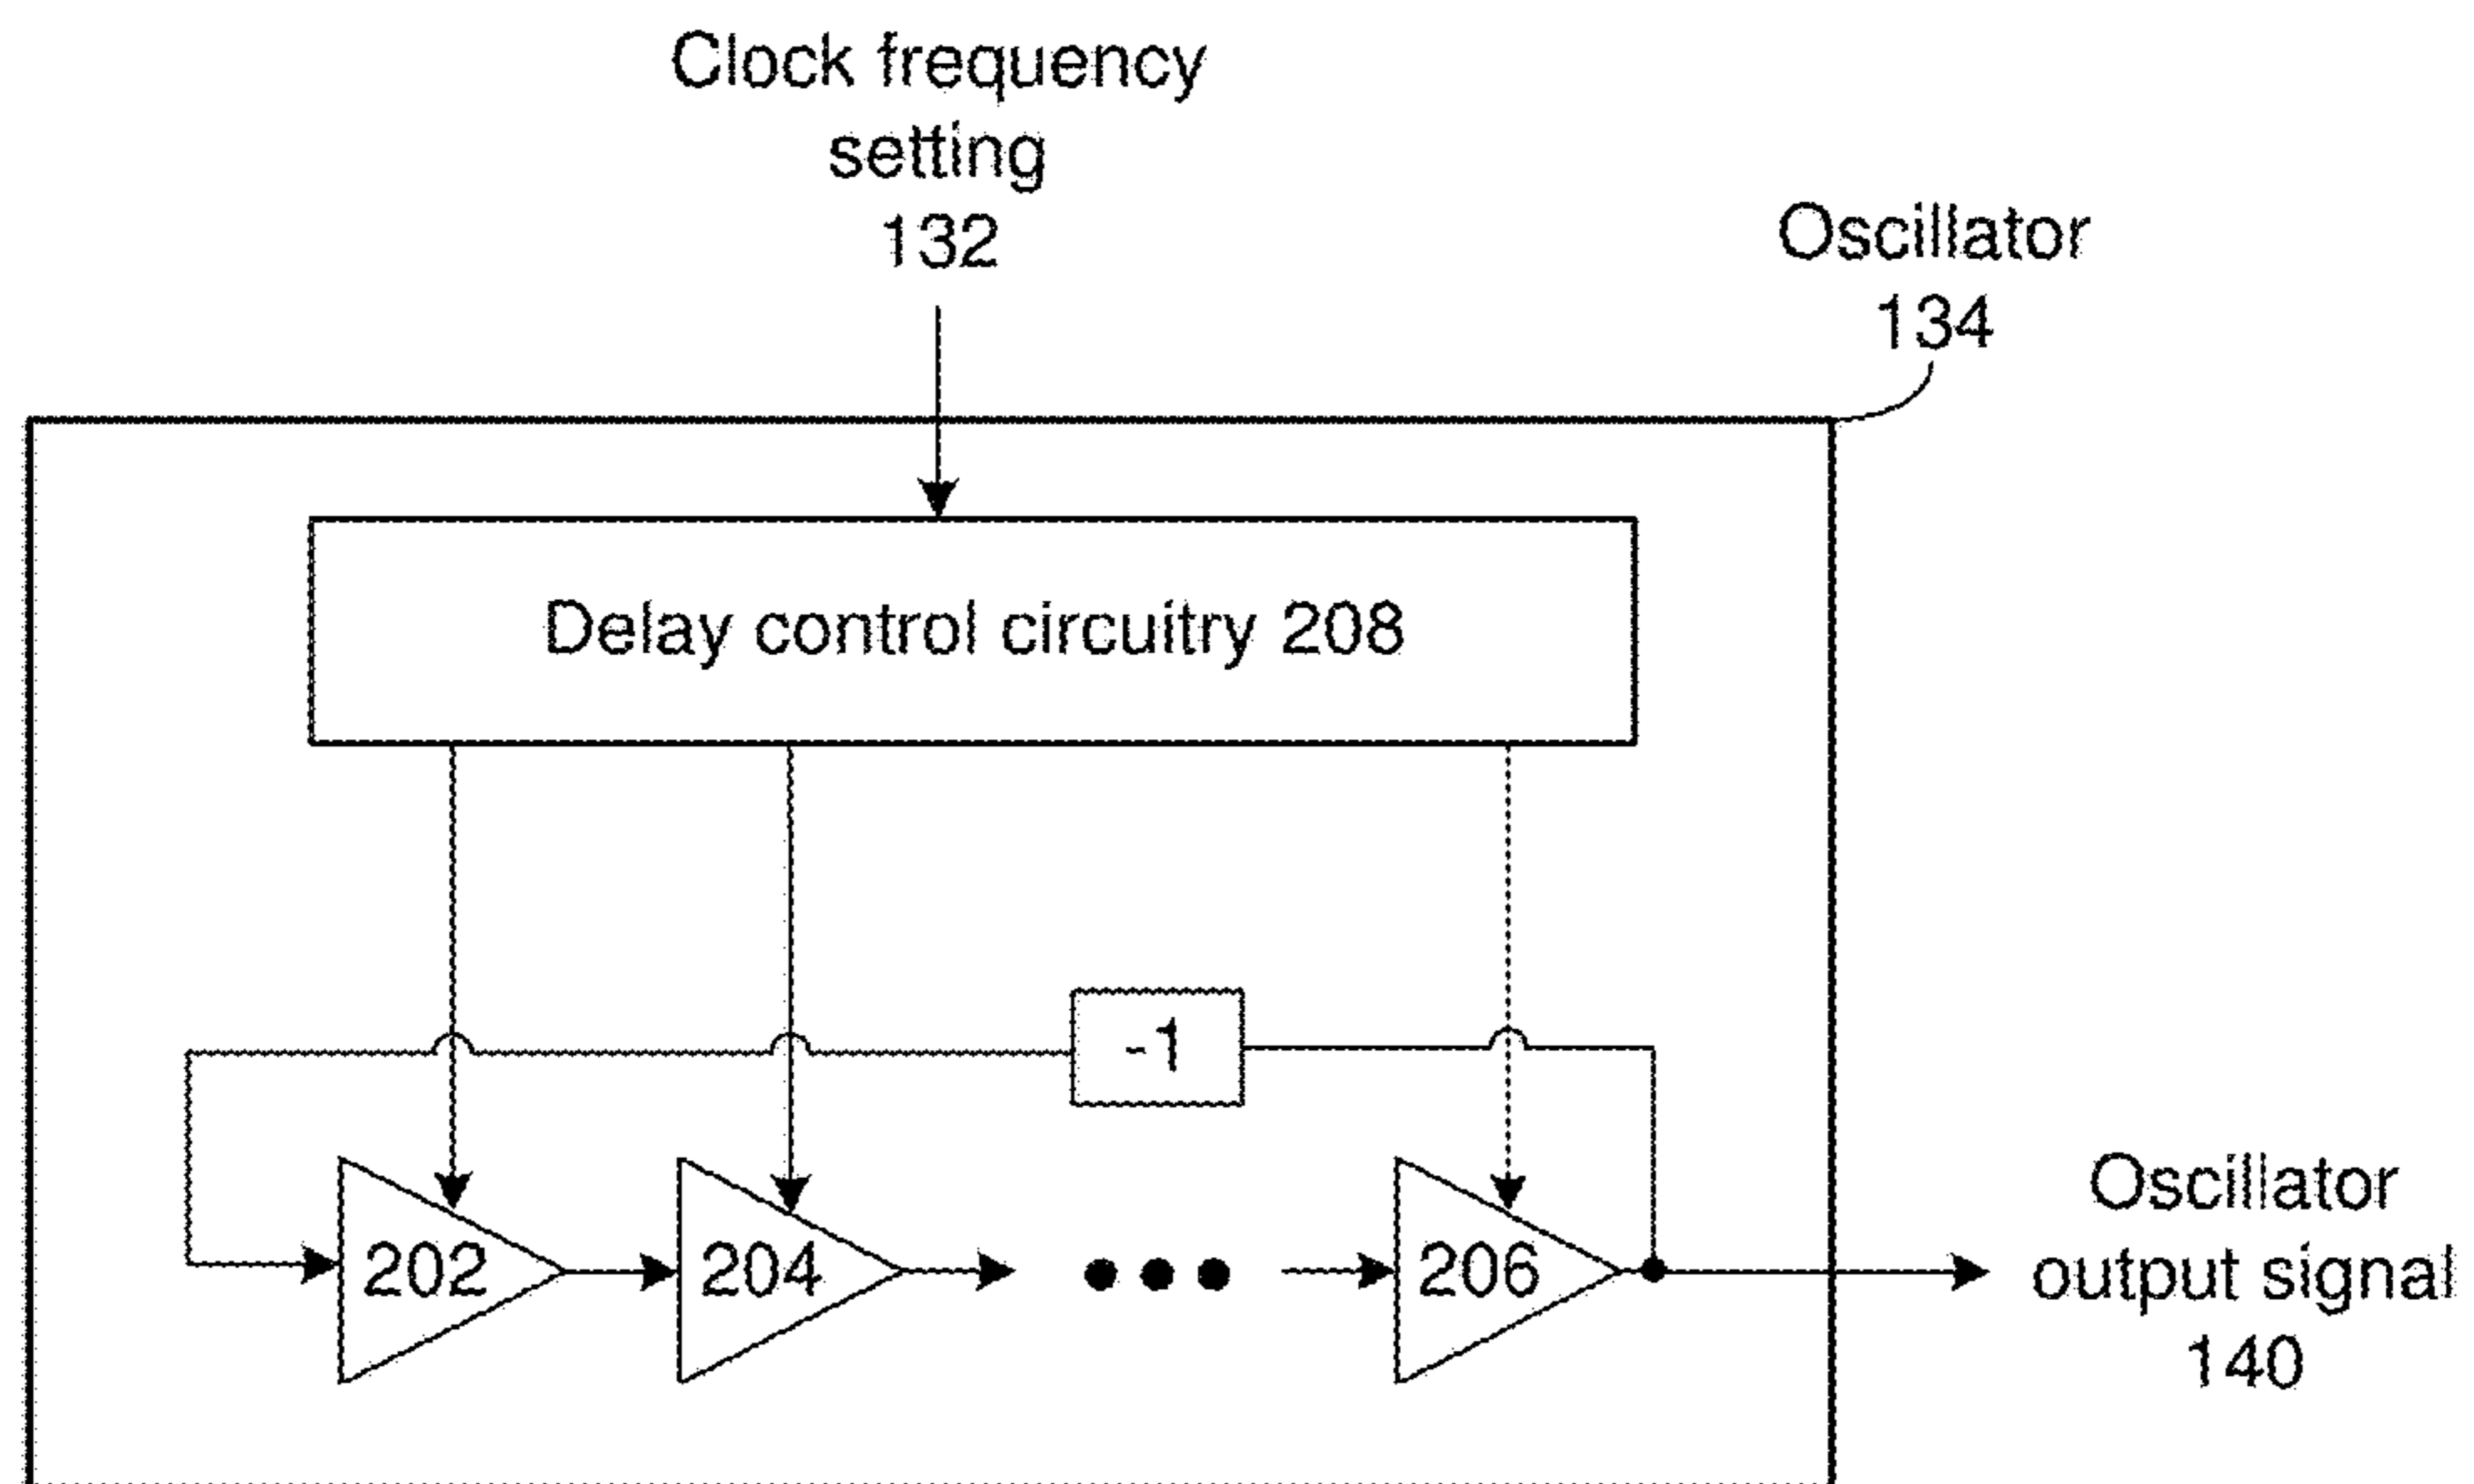 Clock frequency
setting
132
Oscillator
134
Delay control circuitry 208
-1
202
204
206
Oscillator
output signal
140